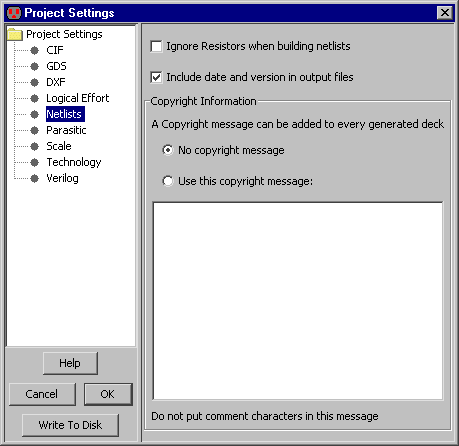 Project Settings
Project Settings
CIF
GDS
DXF
Logical Effort
Netlists
Parasitic
Scale
Technology
Verilog
Help
Cancel
OK
Write To Disk
Ignore Resistors when building netlists
Include date and version in output files
Copyright Information
A Copyright message can be added to every generated deck
No copyright message
Use this copyright message:
Do not put comment characters in this message